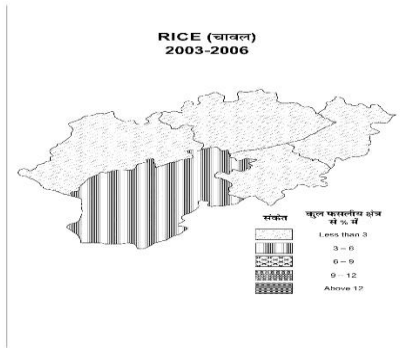 RICE (चावल)
2003-2006
संकेत
कुल फसलीय क्षेत्र
से % में
Less than 3
3 – 6
6 – 9
9 – 12
Above 12